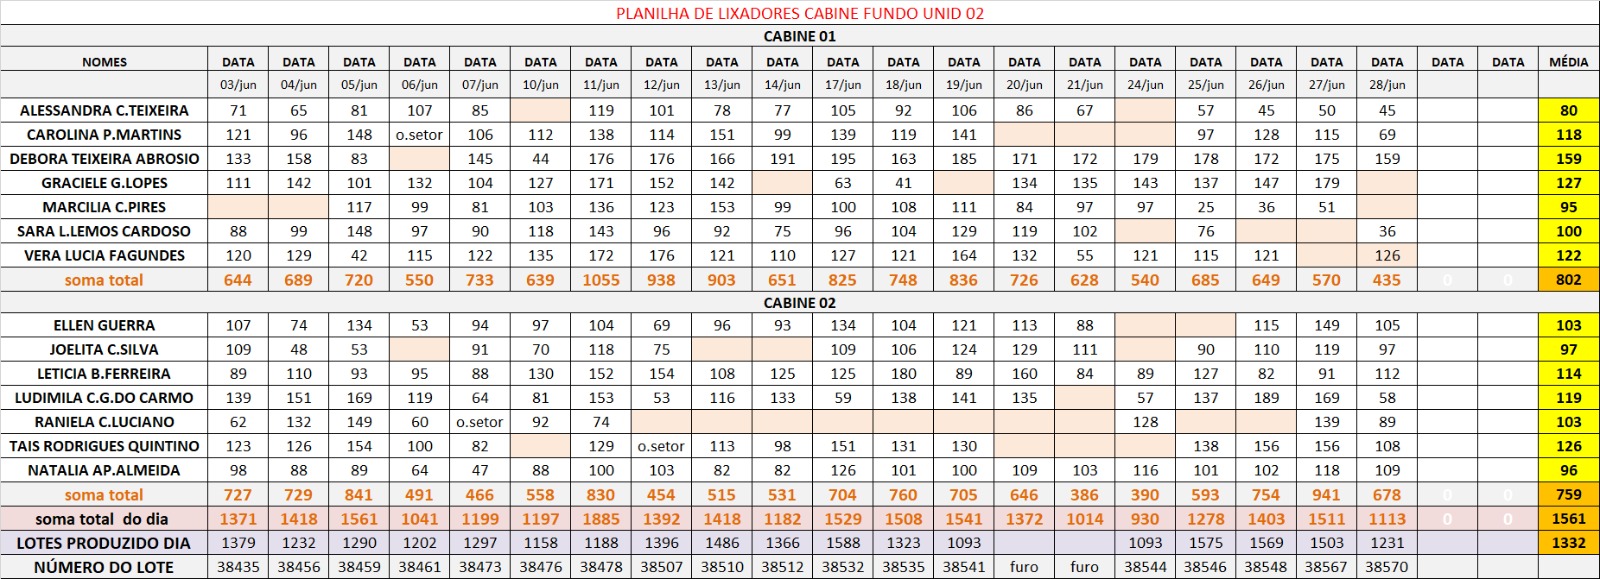 PLANILHA DE LIXADORES CABINE FUNDO UNID 02
CABINE 01
NOMES DATA DATA DATA DATA DATA DATA DATA DATA DATA DATA DATA DATA DATA DATA DATA DATA DATA DATA DATA DATA DATA DATA MÉDIA
03/jun 04/jun 05/jun 06/jun 07/jun 10/jun 11/jun 12/jun 13/jun 14/jun 17/jun 18/jun 19/jun 20/jun 21/jun 24/jun 25/jun 26/jun 27/jun 28/jun
ALESSANDRA C.TEIXEIRA 71 65 81 107 85 119 101 78 77 105 92 106 86 67 57 45 50 45 80
CAROLINA P.MARTINS 121 96 148 o.setor 106 112 138 114 151 99 139 119 141 97 128 115 69 118
DEBORA TEIXEIRA ABROSIO 133 158 83 145 44 176 176 166 191 195 163 185 171 172 179 178 172 175 159 159
GRACIELE G.LOPES 111 142 101 132 104 127 171 152 142 63 41 134 135 143 137 147 179 127
MARCILIA C.PIRES 117 99 81 103 136 123 153 99 100 108 111 84 97 97 25 36 51 95
SARA L.LEMOS CARDOSO 88 99 148 97 90 118 143 96 92 75 96 104 129 119 102 76 36 100
VERA LUCIA FAGUNDES 120 129 42 115 122 135 172 176 121 110 127 121 164 132 55 121 115 121 126 122
soma total 644 689 720 550 733 639 1055 938 903 651 825 748 836 726 628 540 685 649 570 435 0 0 802
CABINE 02
ELLEN GUERRA 107 74 134 53 94 97 104 69 96 93 134 104 121 113 88 115 149 105 103
JOELITA C.SILVA 109 48 53 91 70 118 75 109 106 124 129 111 90 110 119 97 97
LETICIA B.FERREIRA 89 110 93 95 88 130 152 154 108 125 125 180 89 160 84 89 127 82 91 112 114
LUDIMILA C.G.DO CARMO 139 151 169 119 64 81 153 53 116 133 59 138 141 135 57 137 189 169 58 119
RANIELA C.LUCIANO 62 132 149 60 o.setor 92 74 128 139 89 103
TAIS RODRIGUES QUINTINO 123 126 154 100 82 129 o.setor 113 98 151 131 130 138 156 156 108 126
NATALIA AP.ALMEIDA 98 88 89 64 47 88 100 103 82 82 126 101 100 109 103 116 101 102 118 109 96
soma total 727 729 841 491 466 558 830 454 515 531 704 760 705 646 386 390 593 754 941 678 0 0 759
soma total do dia 1371 1418 1561 1041 1199 1197 1885 1392 1418 1182 1529 1508 1541 1372 1014 930 1278 1403 1511 1113 0 0 1561
LOTES PRODUZIDO DIA 1379 1232 1290 1202 1297 1158 1188 1396 1486 1366 1588 1323 1093 1093 1575 1569 1503 1231 1332
NÚMERO DO LOTE 38435 38456 38459 38461 38473 38476 38478 38507 38510 38512 38532 38535 38541 furo furo 38544 38546 38548 38567 38570